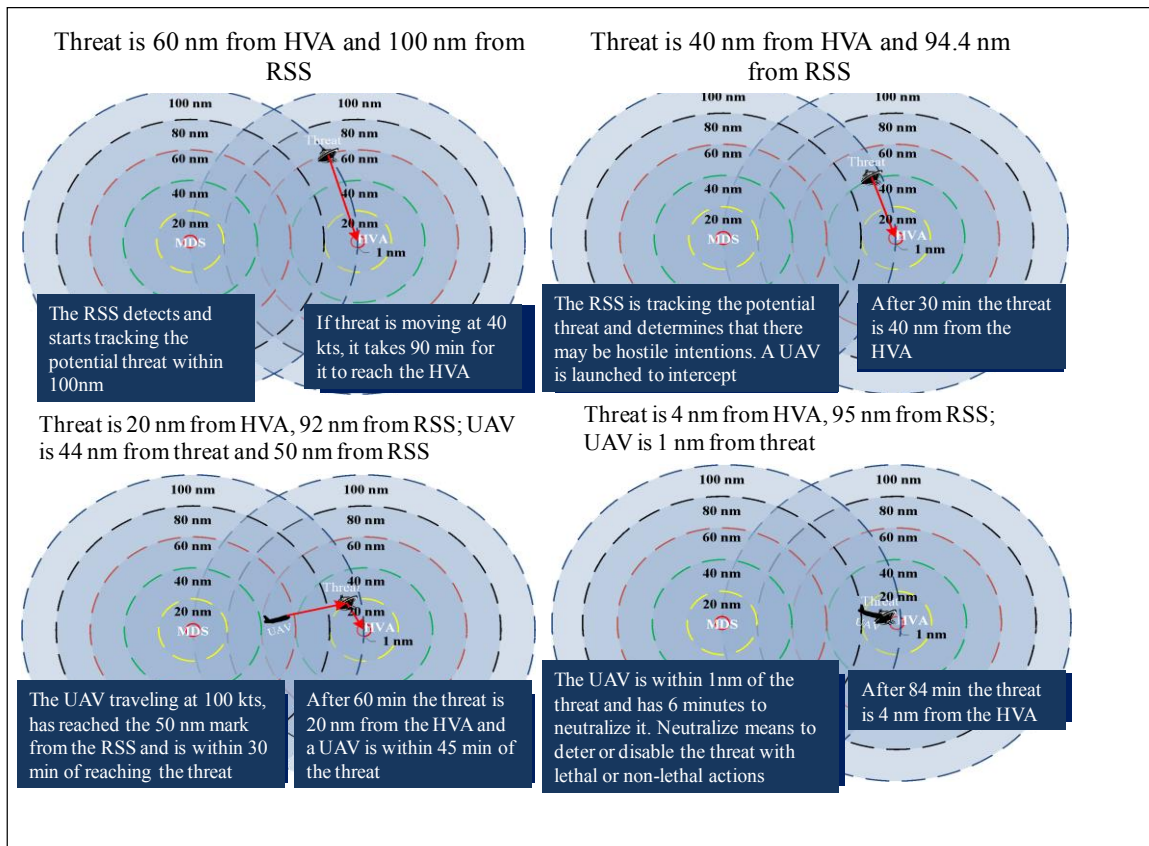 Threat is 60 nm from HVA and 100 nm from
RSS
100 nm
100 nm
80 nm
80 nm
Threat
60 nm
60 nm
40 nm
40 nm
20 nm
20 nm
MDS
HVA
1 nm
The RSS detects and
starts tracking the
potential threat within
100nm
If threat is moving at 40
kts, it takes 90 min for
it to reach the HVA
Threat is 40 nm from HVA and 94.4 nm
from RSS
100 nm
100 nm
80 nm
80 nm
60 nm
60 nm
Threat
40 nm
40 nm
20 nm
20 nm
MDS
HVA
1 nm
The RSS is tracking the potential
threat and determines that there
may be hostile intentions. A UAV
is launched to intercept
After 30 min the threat
is 40 nm from the
HVA
Threat is 20 nm from HVA, 92 nm from RSS; UAV
is 44 nm from threat and 50 nm from RSS
100 nm
100 nm
80 nm
80 nm
60 nm
60 nm
40 nm
40 nm
Threat
20 nm
20 nm
UAV
MDS
HVA
1 nm
The UAV traveling at 100 kts,
has reached the 50 nm mark
from the RSS and is within 30
min of reaching the threat
After 60 min the threat is
20 nm from the HVA and
a UAV is within 45 min of
the threat
Threat is 4 nm from HVA, 95 nm from RSS;
UAV is 1 nm from threat
100 nm
100 nm
80 nm
80 nm
60 nm
60 nm
40 nm
40 nm
20 nm
20 nm
Threat
UAV
MDS
HVA
1 nm
The UAV is within 1nm of the
threat and has 6 minutes to
neutralize it. Neutralize means to
deter or disable the threat with
lethal or non-lethal actions
After 84 min the threat
is 4 nm from the HVA